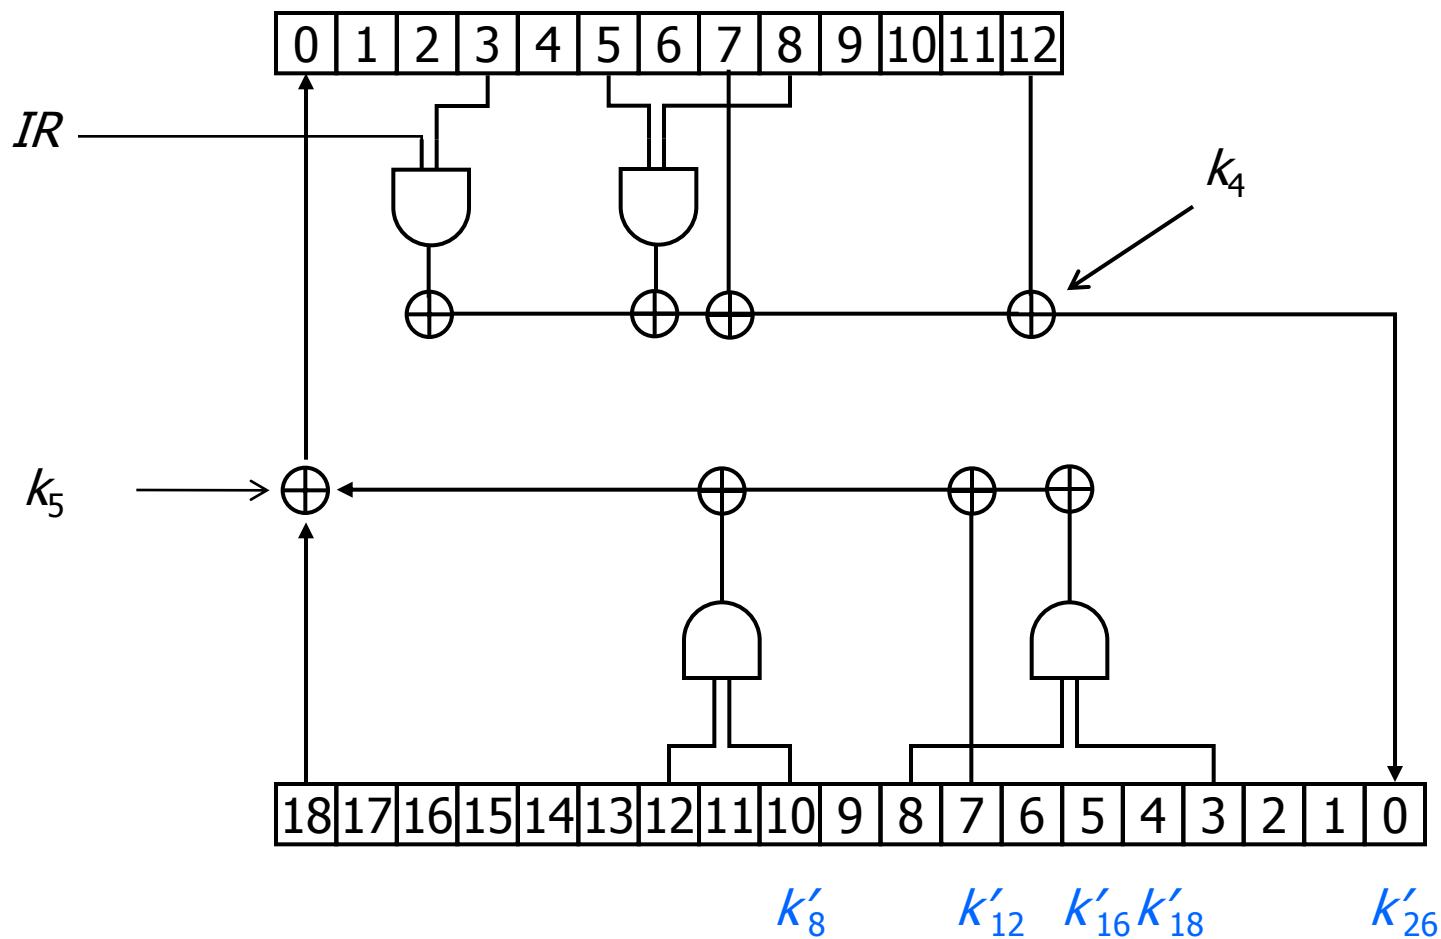 0 1 2 3 4 5 6 7 8 9 10 11 12
IR
k₄
k₅
18 17 16 15 14 13 12 11 10 9 8 7 6 5 4 3 2 1 0
k′₈ k′₁₂ k′₁₆ k′₁₈ k′₂₆